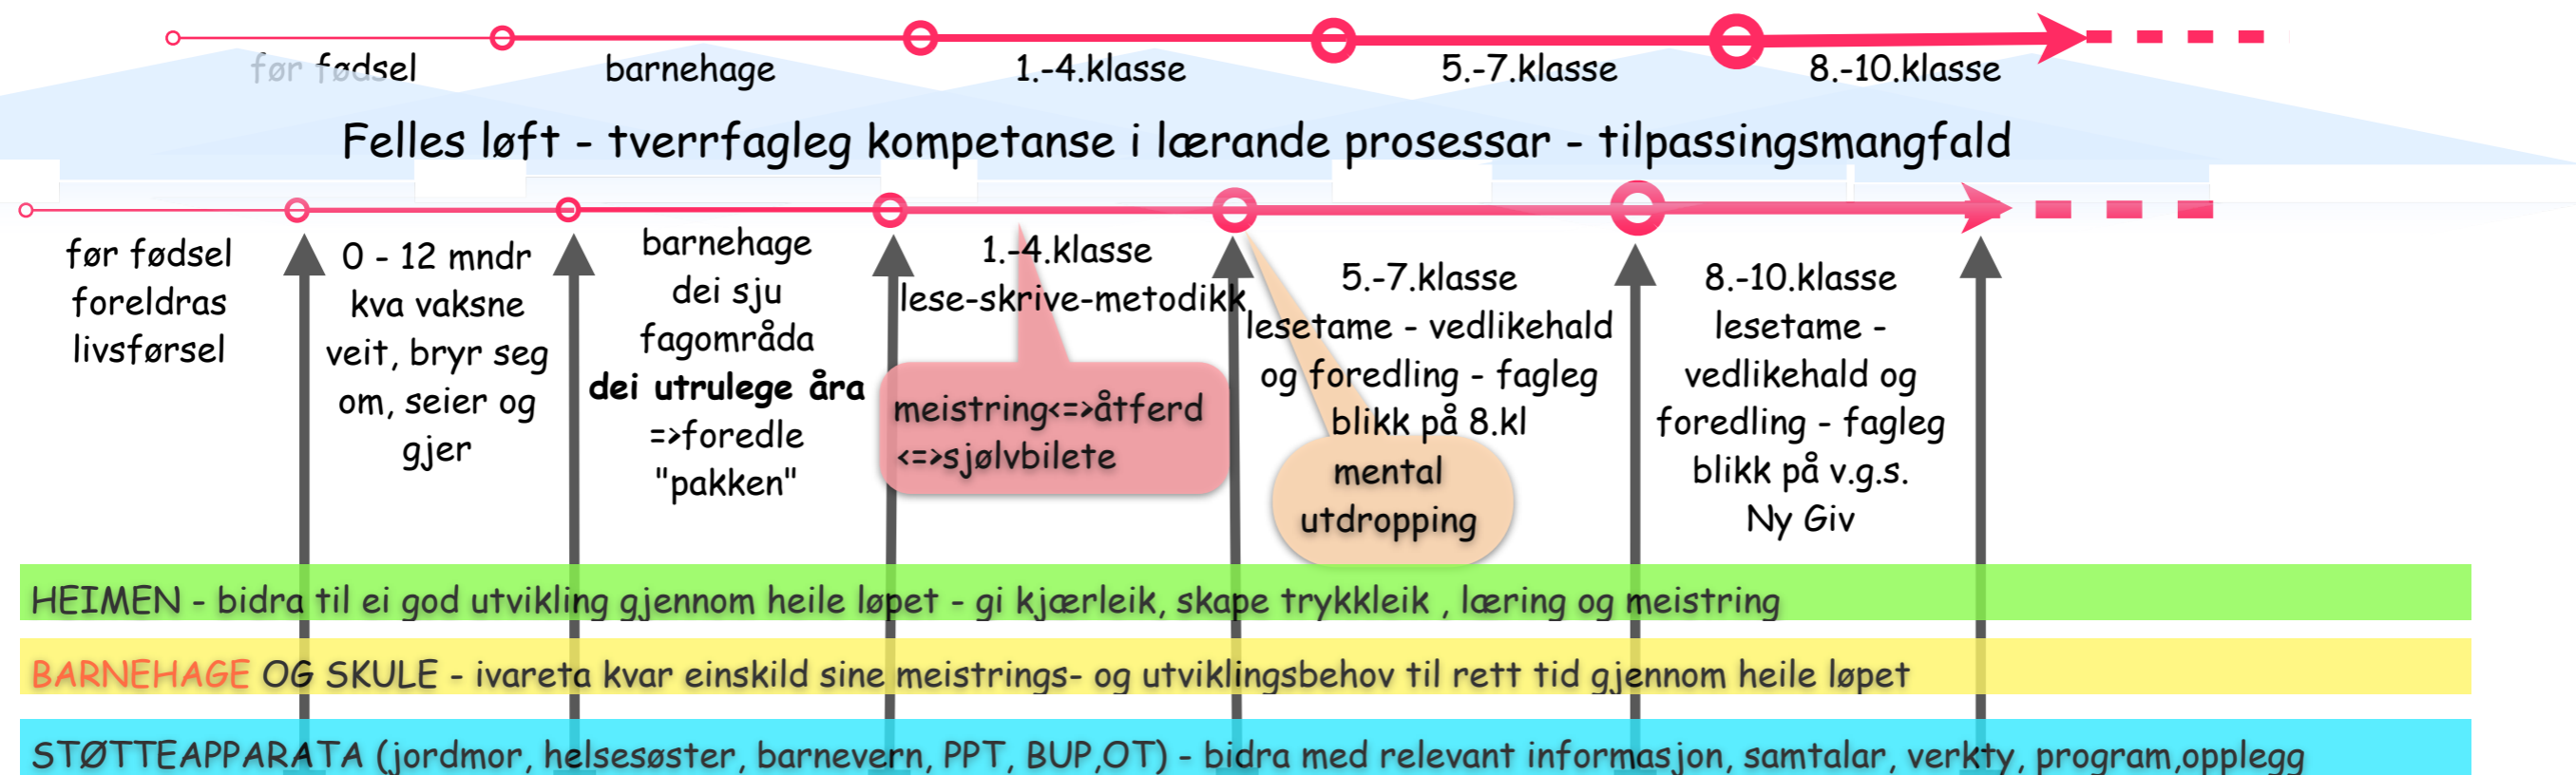 før fødsel
barnehage
1.-4.klasse
5.-7.klasse
8.-10.klasse
Felles løft - tverrfagleg kompetanse i lærande prosessar - tilpassingsmangfald
før fødsel
foreldras
livsførsel
0 - 12 mndr
kva vaksne
veit, bryr seg
om, seier og
gjer
barnehage
dei sju
fagområda
dei utrulege åra
=>foredle
"pakken"
1.-4.klasse
lese-skrive-metodikk
meistring<=>åtferd
<=>sjølvbilete
5.-7.klasse
lesetame - vedlikehald
og foredling - fagleg
blikk på 8.kl
mental
utdropping
8.-10.klasse
lesetame -
vedlikehald og
foredling - fagleg
blikk på v.g.s.
Ny Giv
HEIMEN - bidra til ei god utvikling gjennom heile løpet - gi kjærleik, skape trykkleik , læring og meistring
BARNEHAGE OG SKULE - ivareta kvar einskild sine meistrings- og utviklingsbehov til rett tid gjennom heile løpet
STØTTEAPPARATA (jordmor, helsesøster, barnevern, PPT, BUP,OT) - bidra med relevant informasjon, samtalar, verkty, program,opplegg